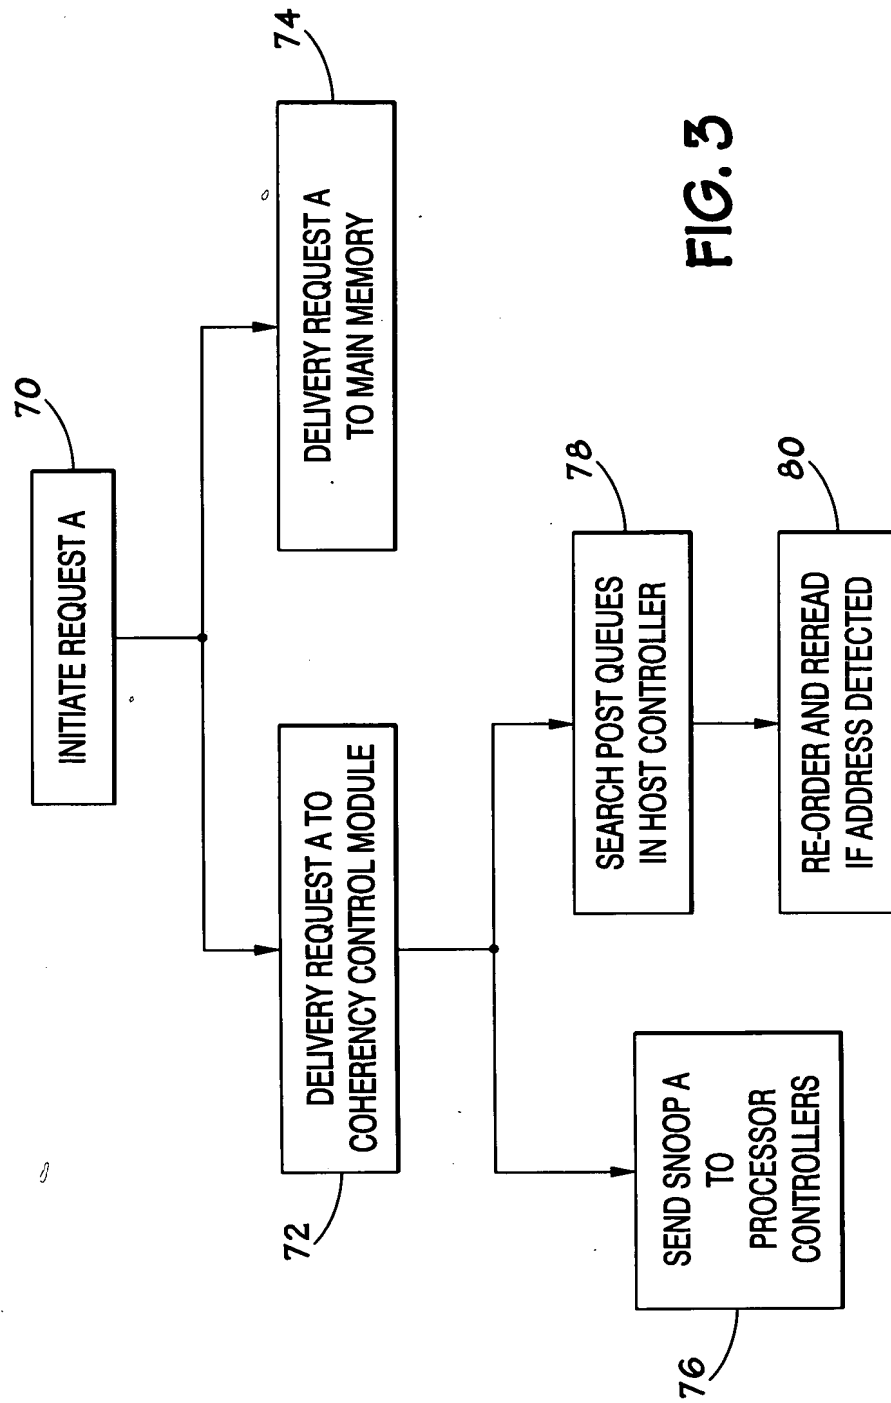 70
INITIATE REQUEST A
72
DELIVERY REQUEST A TO
COHERENCY CONTROL MODULE
74
DELIVERY REQUEST A
TO MAIN MEMORY
76
SEND SNOOP A
TO
PROCESSOR
CONTROLLERS
78
SEARCH POST QUEUES
IN HOST CONTROLLER
80
RE-ORDER AND REREAD
IF ADDRESS DETECTED
FIG. 3